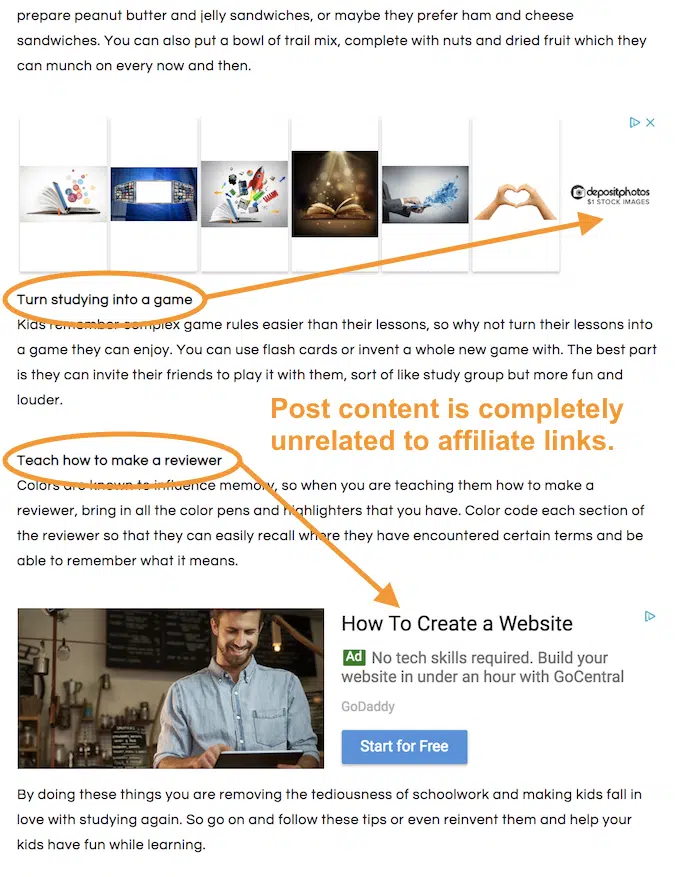 prepare peanut butter and jelly sandwiches, or maybe they prefer ham and cheese
sandwiches. You can also put a bowl of trail mix, complete with nuts and dried fruit which they
can munch on every now and then.
depositphotos
$1 STOCK IMAGES
Turn studying into a game
Kids remember complex game rules easier than their lessons, so why not turn their lessons into
a game they can enjoy. You can use flash cards or invent a whole new game with. The best part
is they can invite their friends to play it with them, sort of like study group but more fun and
louder.
Post content is completely
unrelated to affiliate links.
Teach how to make a reviewer
Colors are known to influence memory, so when you are teaching them how to make a
reviewer, bring in all the color pens and highlighters that you have. Color code each section of
the reviewer so that they can easily recall where they have encountered certain terms and be
able to remember what it means.
How To Create a Website
Ad No tech skills required. Build your
website in under an hour with GoCentral
GoDaddy
Start for Free
By doing these things you are removing the tediousness of schoolwork and making kids fall in
love with studying again. So go on and follow these tips or even reinvent them and help your
kids have fun while learning.